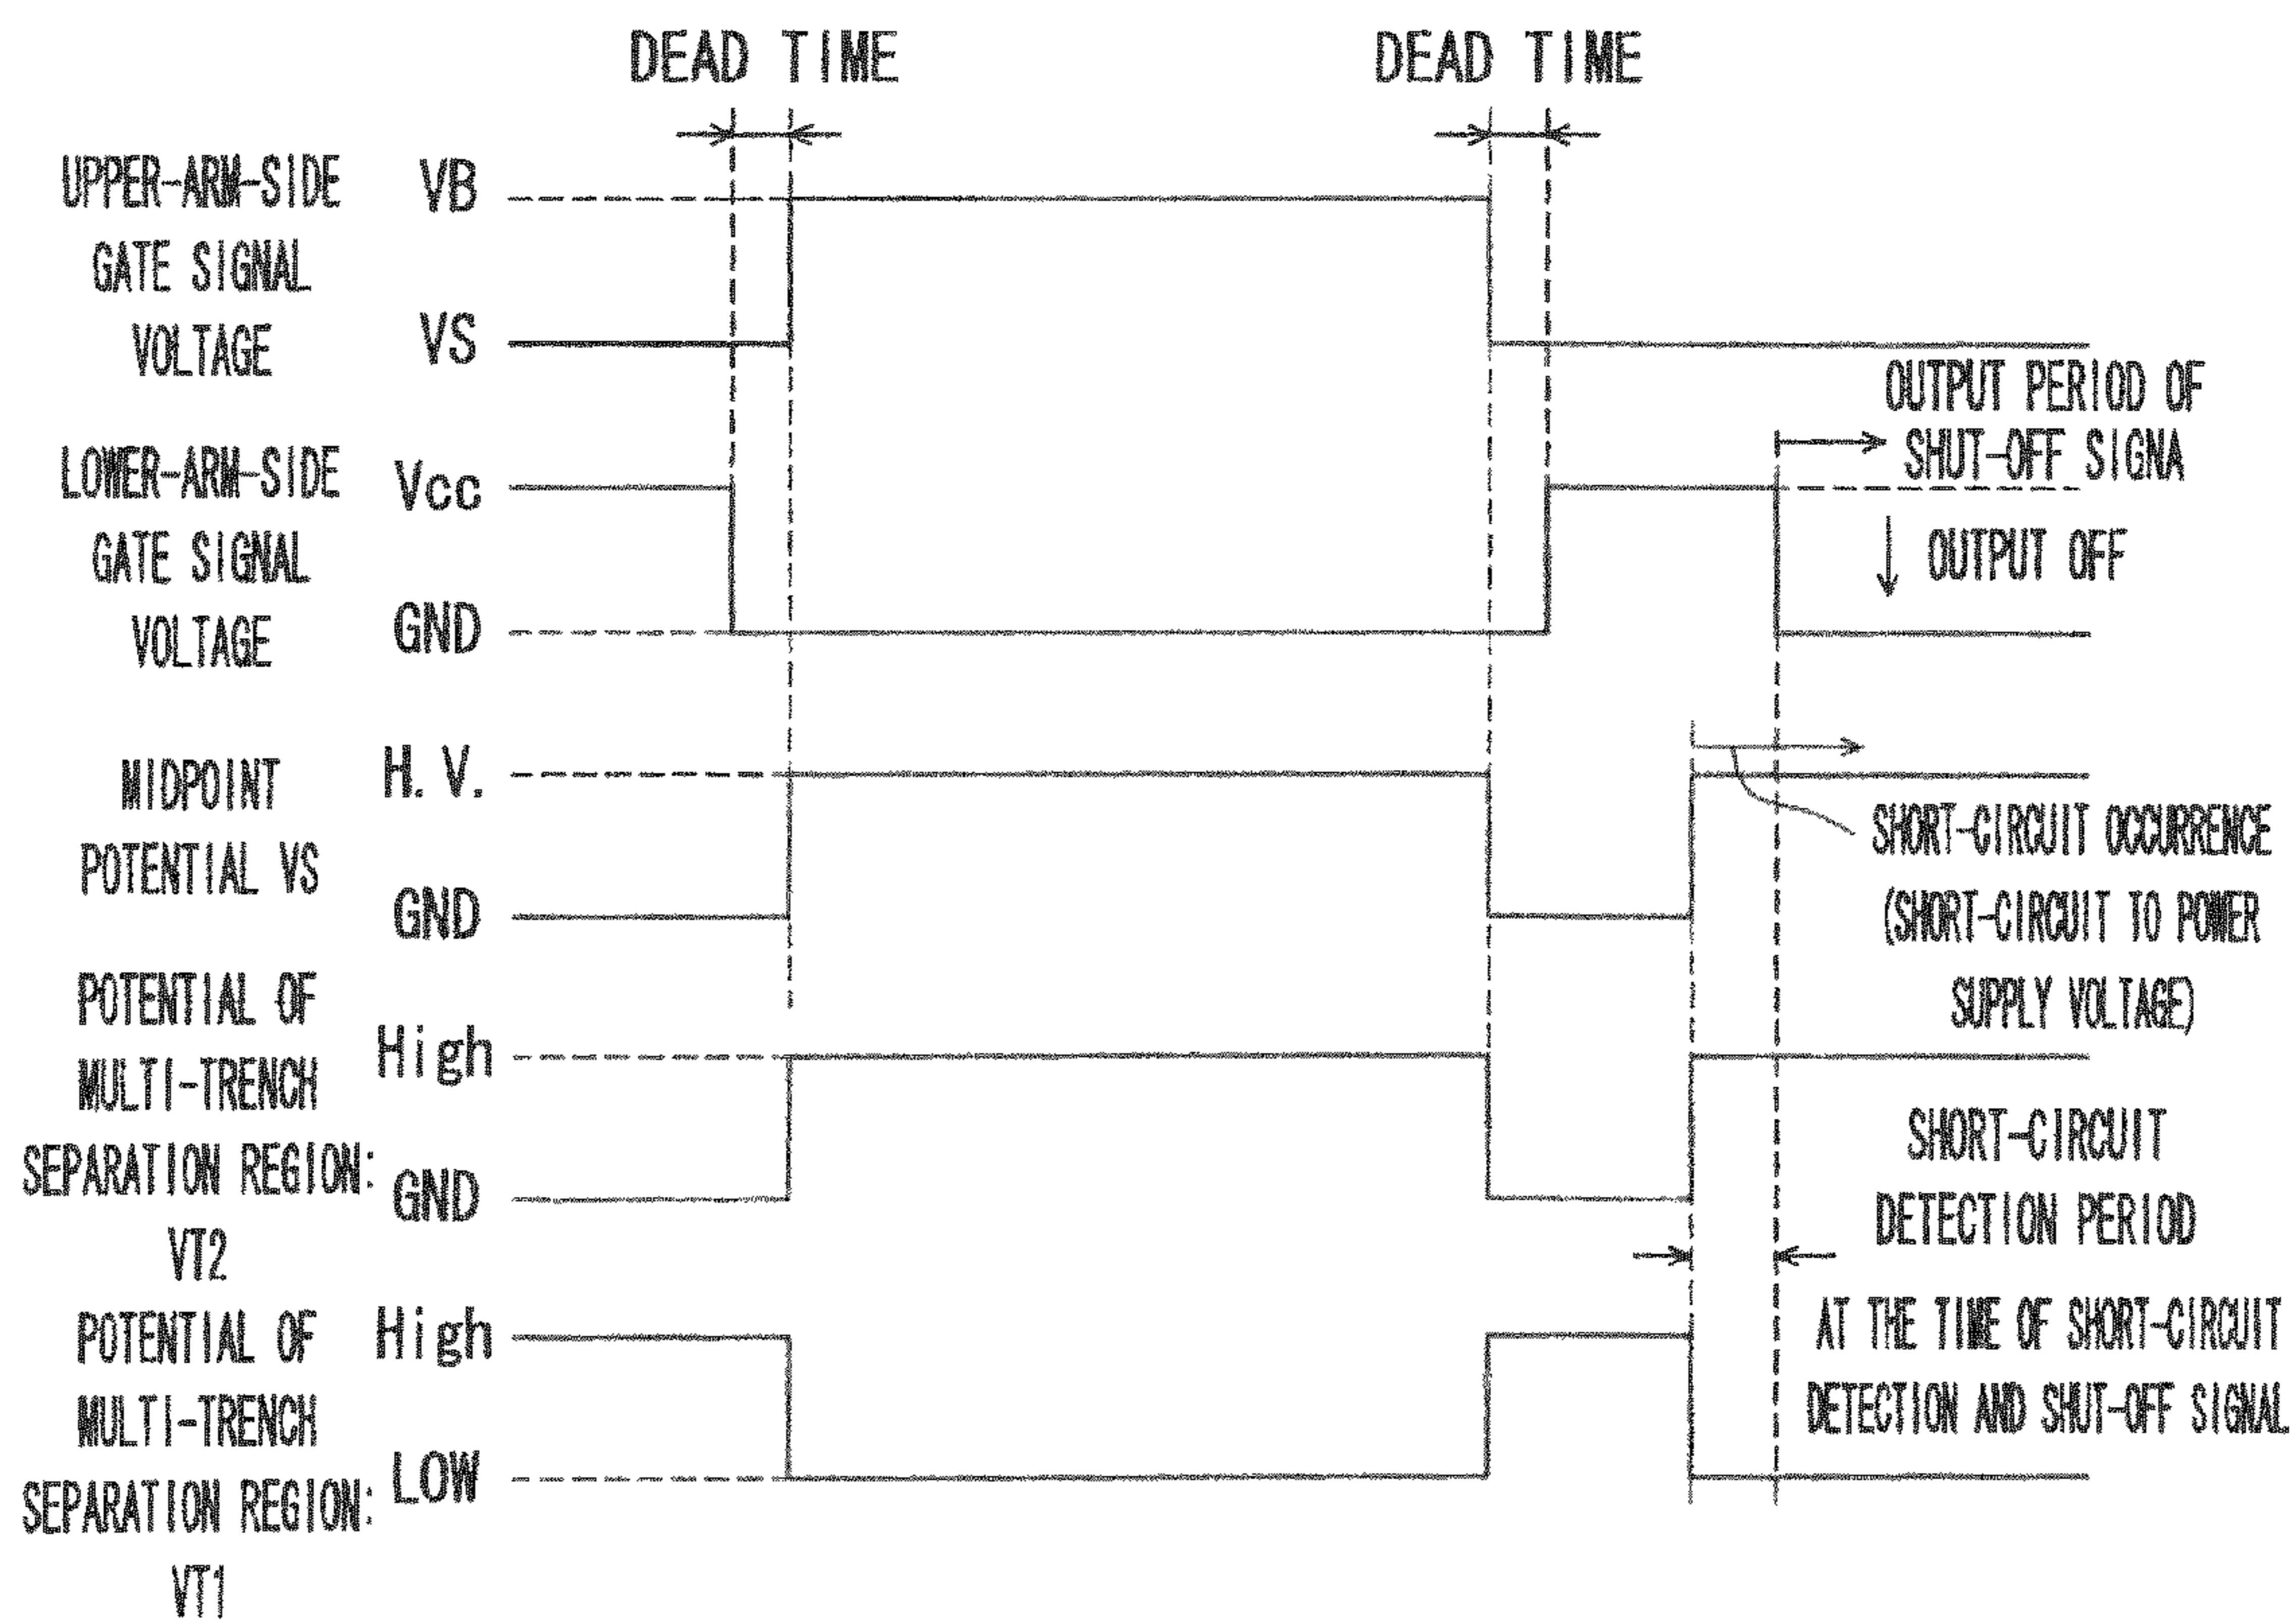 DEAD TIME
DEAD TIME
UPPER-ARM-SIDE
GATE SIGNAL
VOLTAGE
VB
VS
LOWER-ARM-SIDE
GATE SIGNAL
VOLTAGE
Vcc
GND
OUTPUT PERIOD OF
SHUT-OFF SIGNA
OUTPUT OFF
MIDPOINT
POTENTIAL VS
H. V.
GND
SHORT-CIRCUIT OCCURRENCE
(SHORT-CIRCUIT TO POWER
SUPPLY VOLTAGE)
POTENTIAL OF
MULTI-TRENCH
SEPARATION REGION:
VT2
High
GND
SHORT-CIRCUIT
DETECTION PERIOD
POTENTIAL OF
MULTI-TRENCH
SEPARATION REGION:
VT1
High
LOW
AT THE TIME OF SHORT-CIRCUIT
DETECTION AND SHUT-OFF SIGNAL